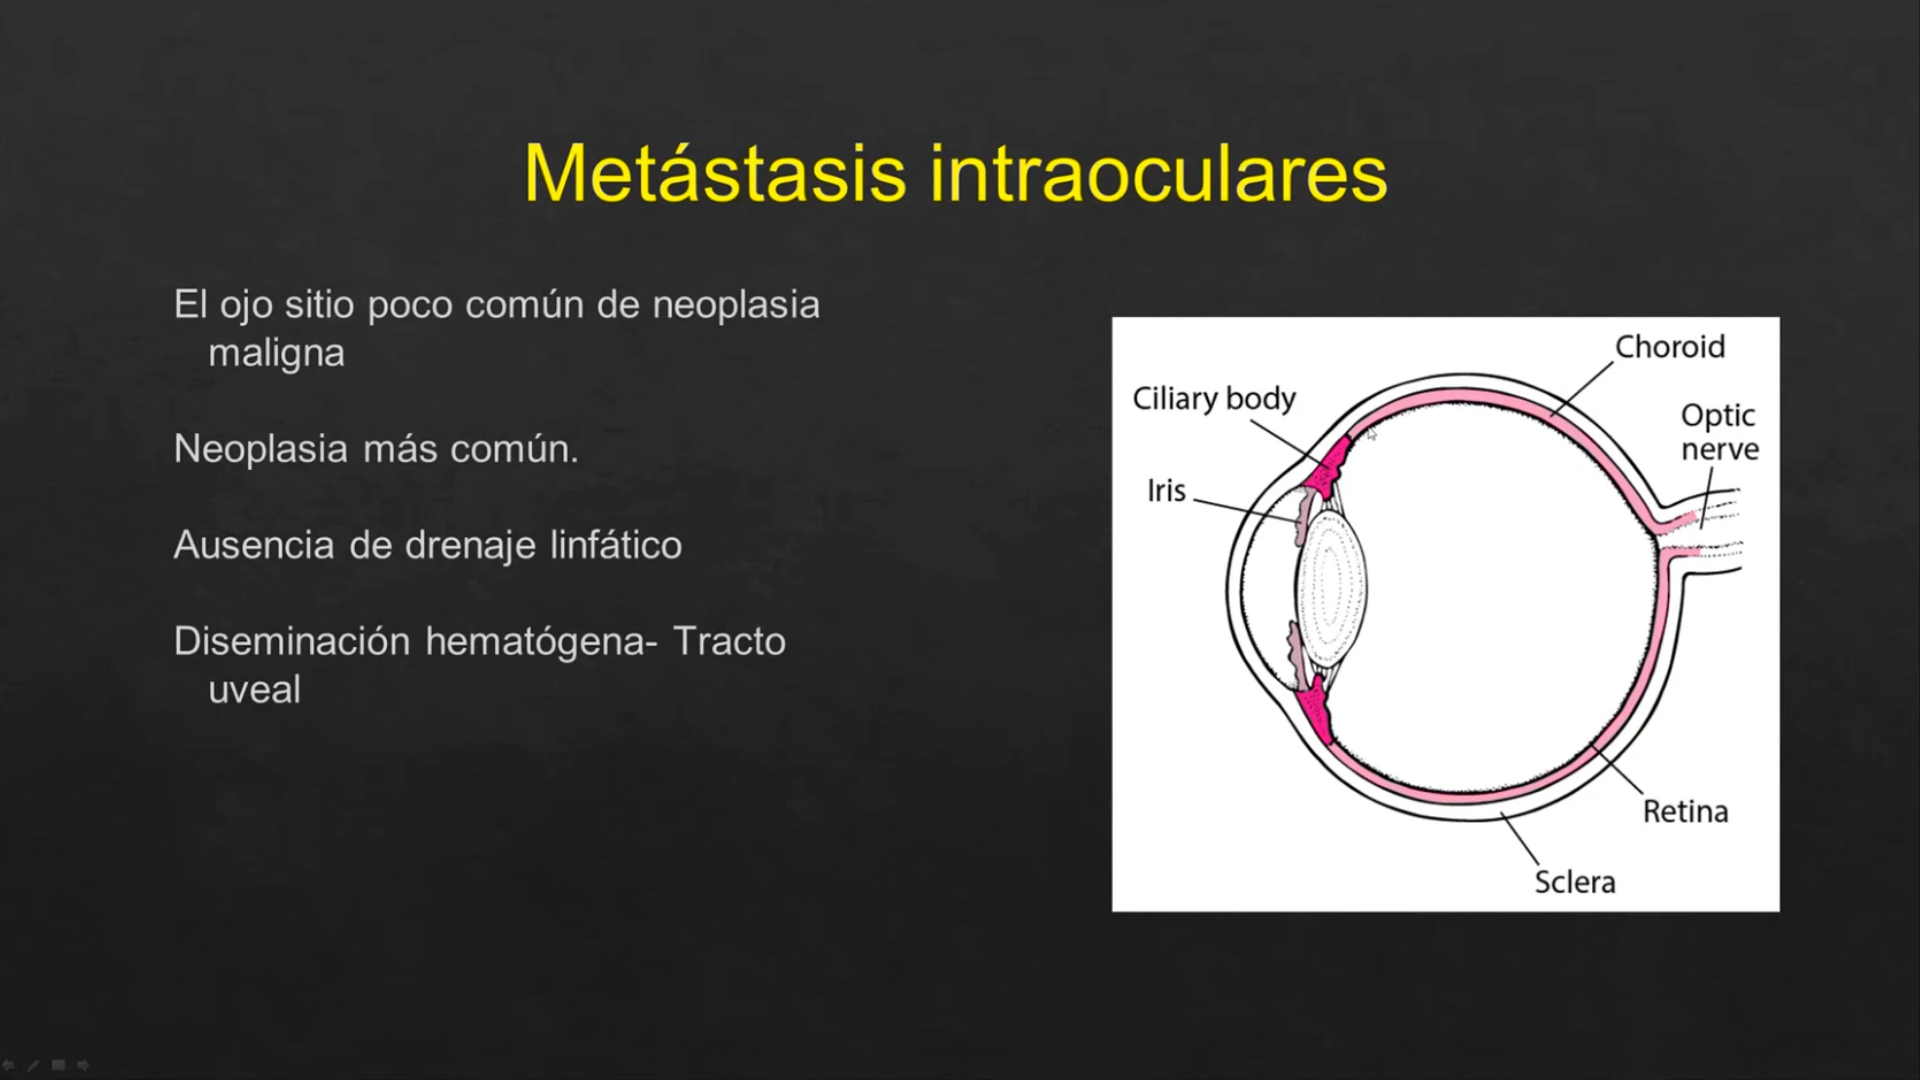 Metástasis intraoculares
El ojo sitio poco común de neoplasia
maligna
Neoplasia más común.
Ausencia de drenaje linfático
Diseminación hematógena- Tracto
uveal
Choroid
Ciliary body
Optic
nerve
Iris
Retina
Sclera